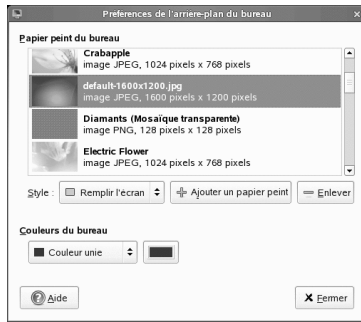 Préférences de l'arrière-plan du bureau
Papier peint du bureau
Crabapple
image JPEG, 1024 pixels x 768 pixels
default-1600x1200.jpg
image JPEG, 1600 pixels x 1200 pixels
Diamants (Mosaïque transparente)
image PNG, 128 pixels x 128 pixels
Electric Flower
image JPEG, 1024 pixels x 768 pixels
Style : Remplir l'écran Ajouter un papier peint Enlever
Couleurs du bureau
Couleur unie
Aide Fermer